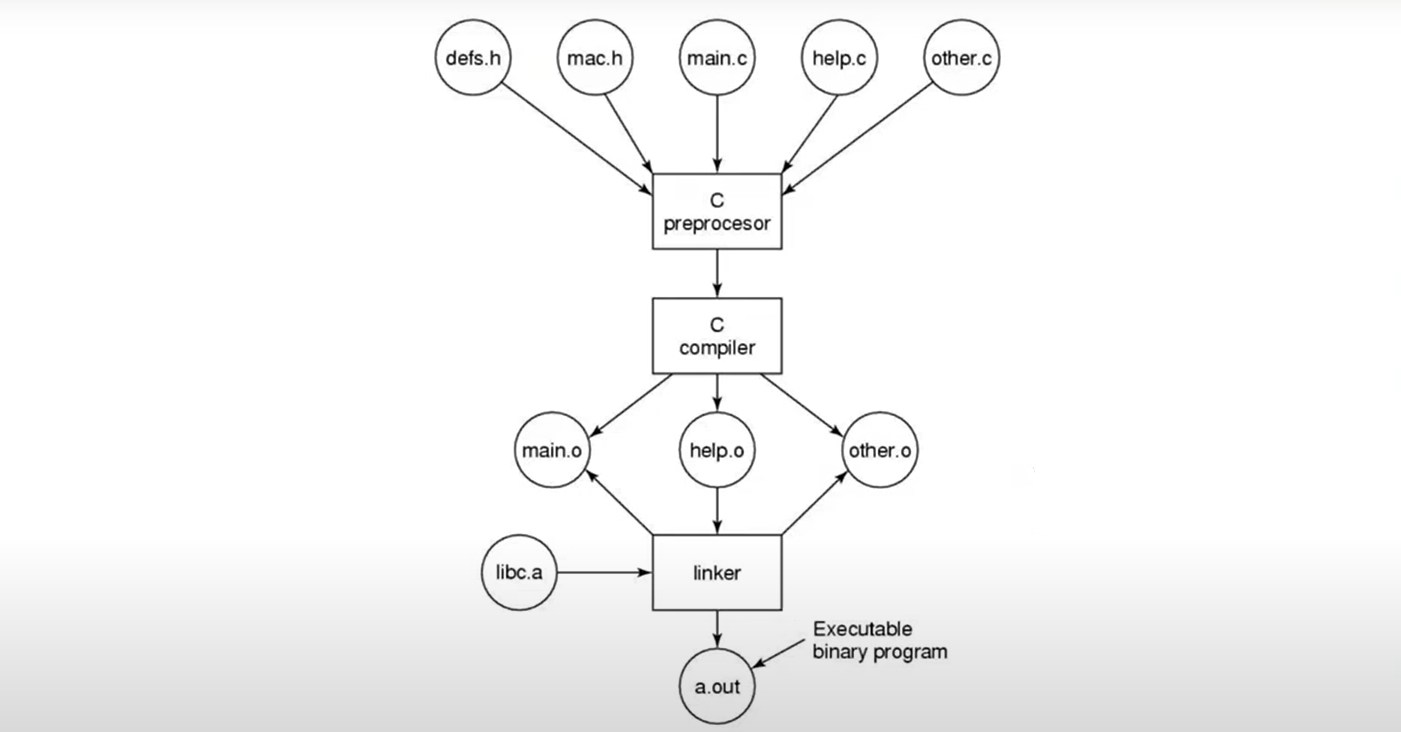 defs.h
mac.h
main.c
help.c
other.c
C
preprocesor
C
compiler
main.o
help.o
other.o
libc.a
linker
Executable
binary program
a.out